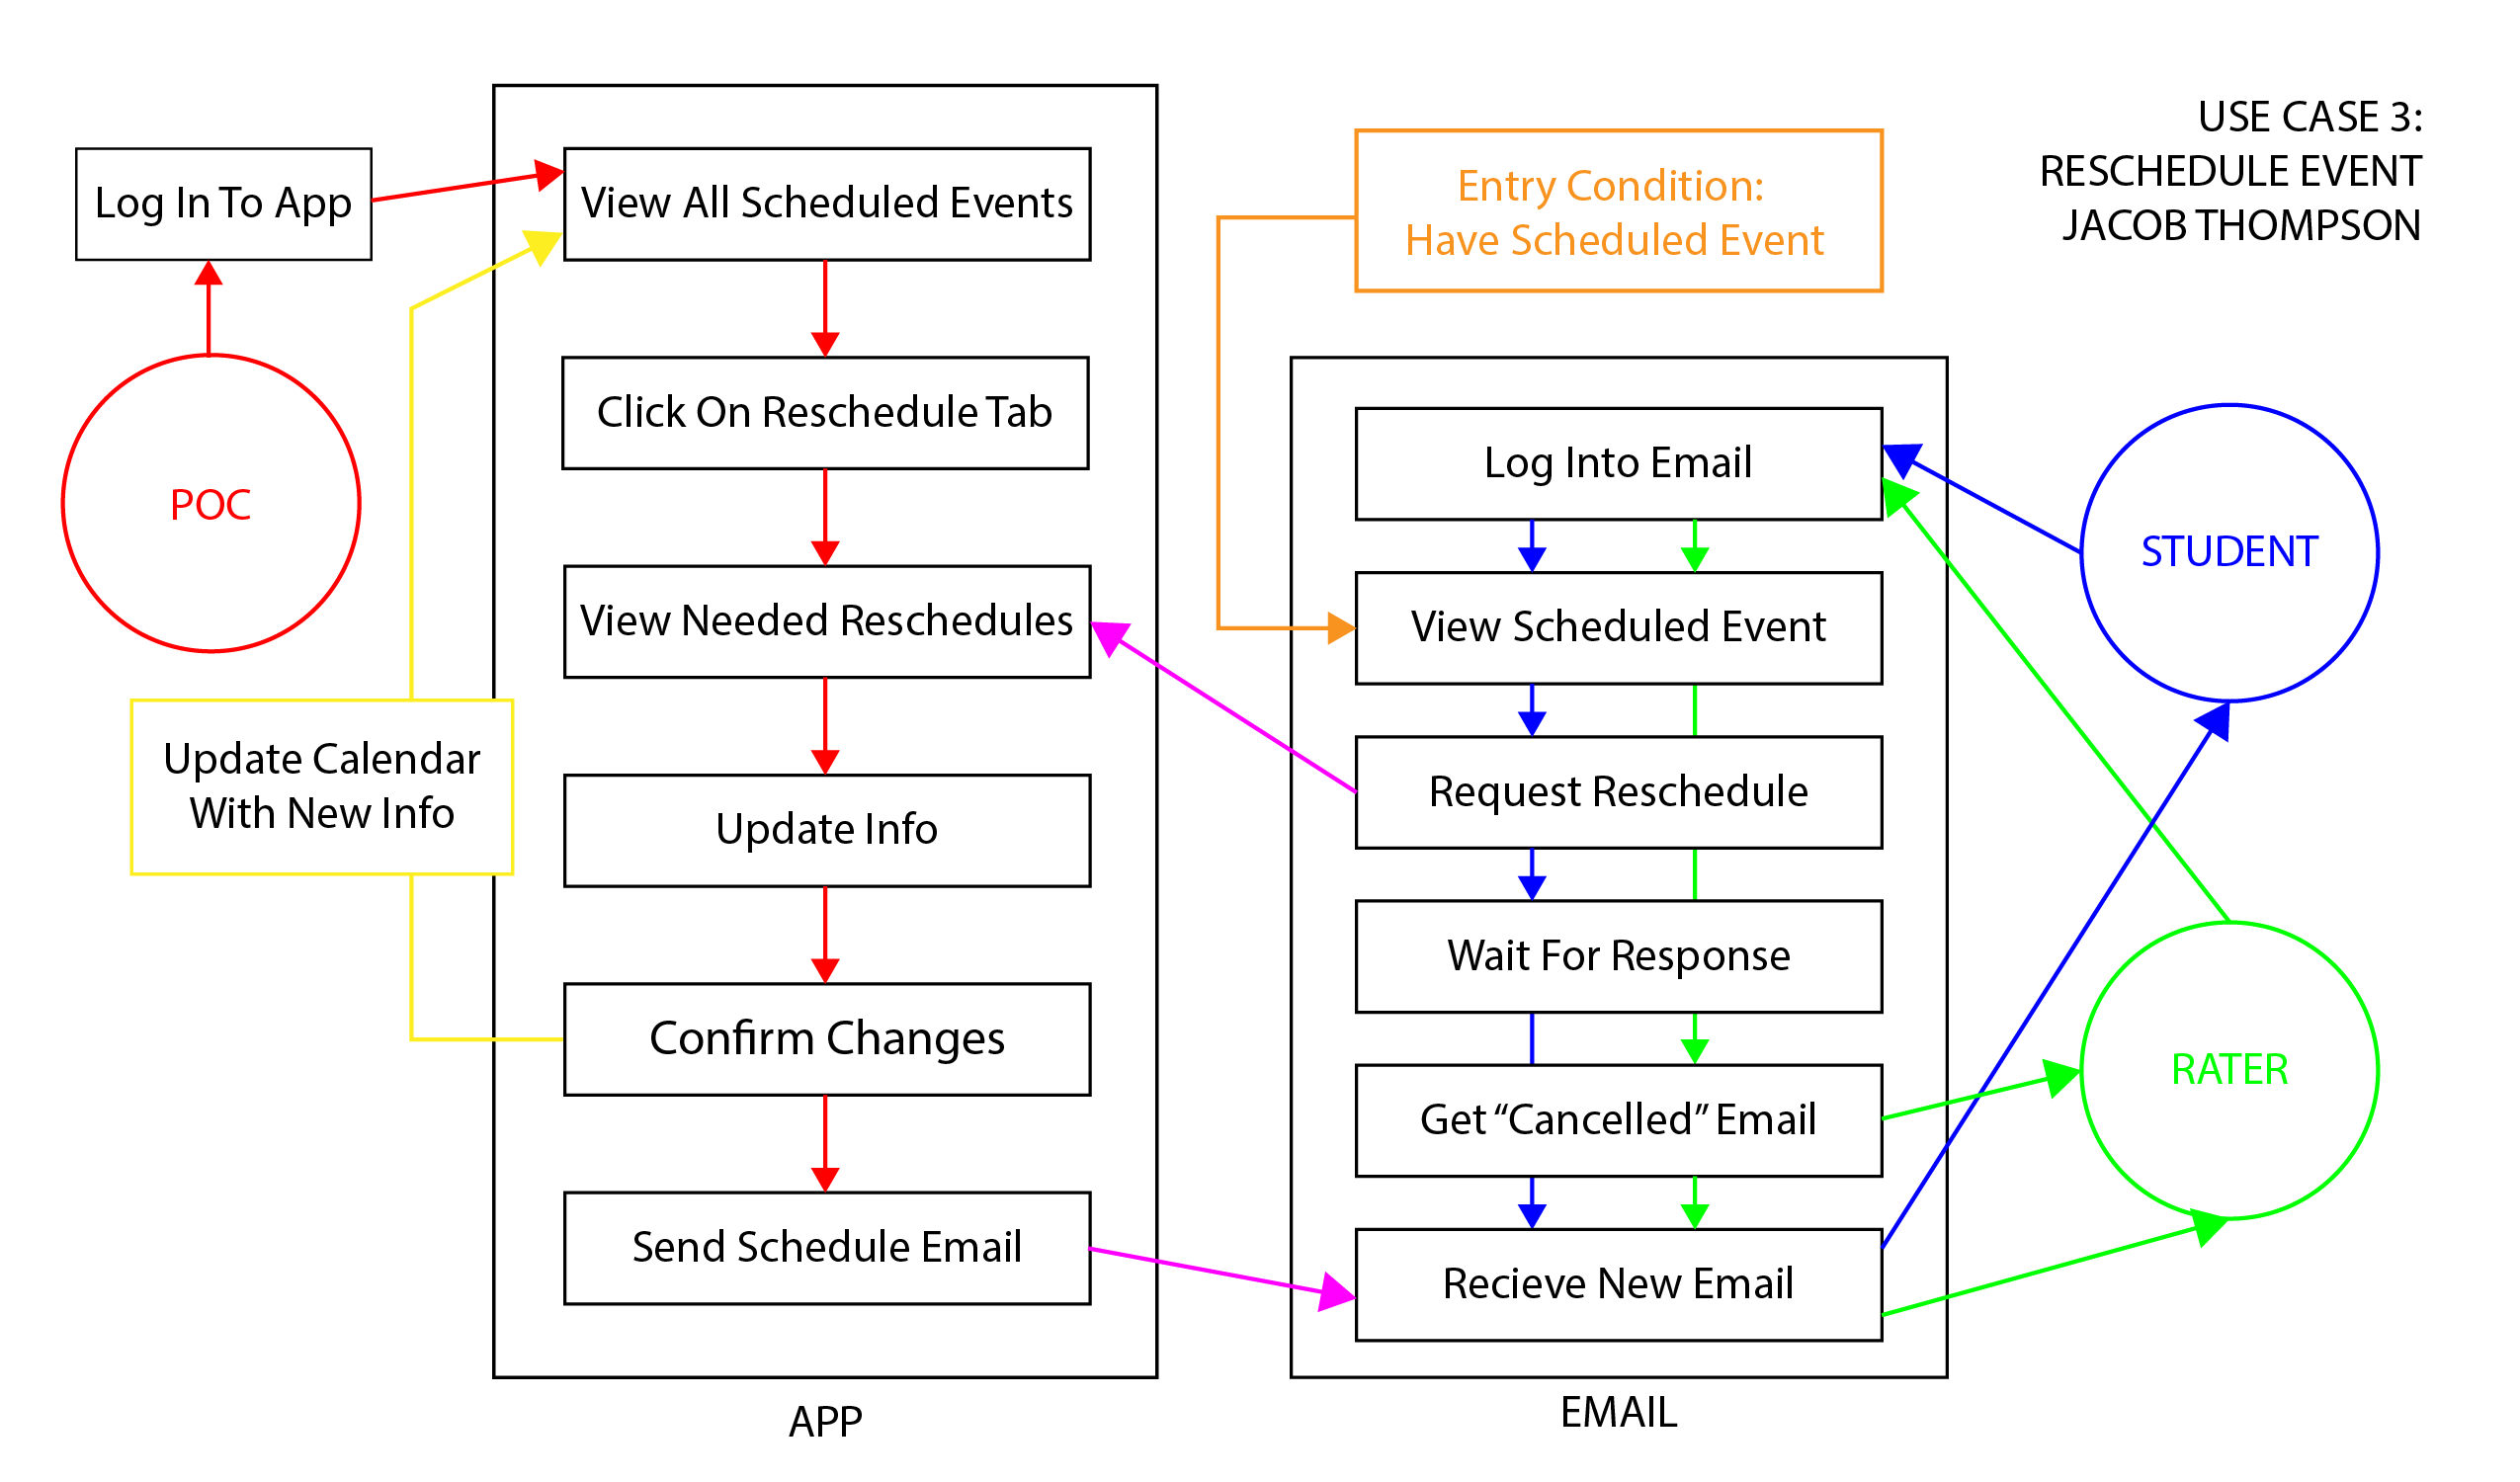 USE CASE 3:
RESCHEDULE EVENT
JACOB THOMPSON
Log In To App
POC
Update Calendar
With New Info
View All Scheduled Events
Click On Reschedule Tab
View Needed Reschedules
Update Info
Confirm Changes
Send Schedule Email
APP
Entry Condition:
Have Scheduled Event
Log Into Email
View Scheduled Event
Request Reschedule
Wait For Response
Get “Cancelled” Email
Recieve New Email
EMAIL
STUDENT
RATER